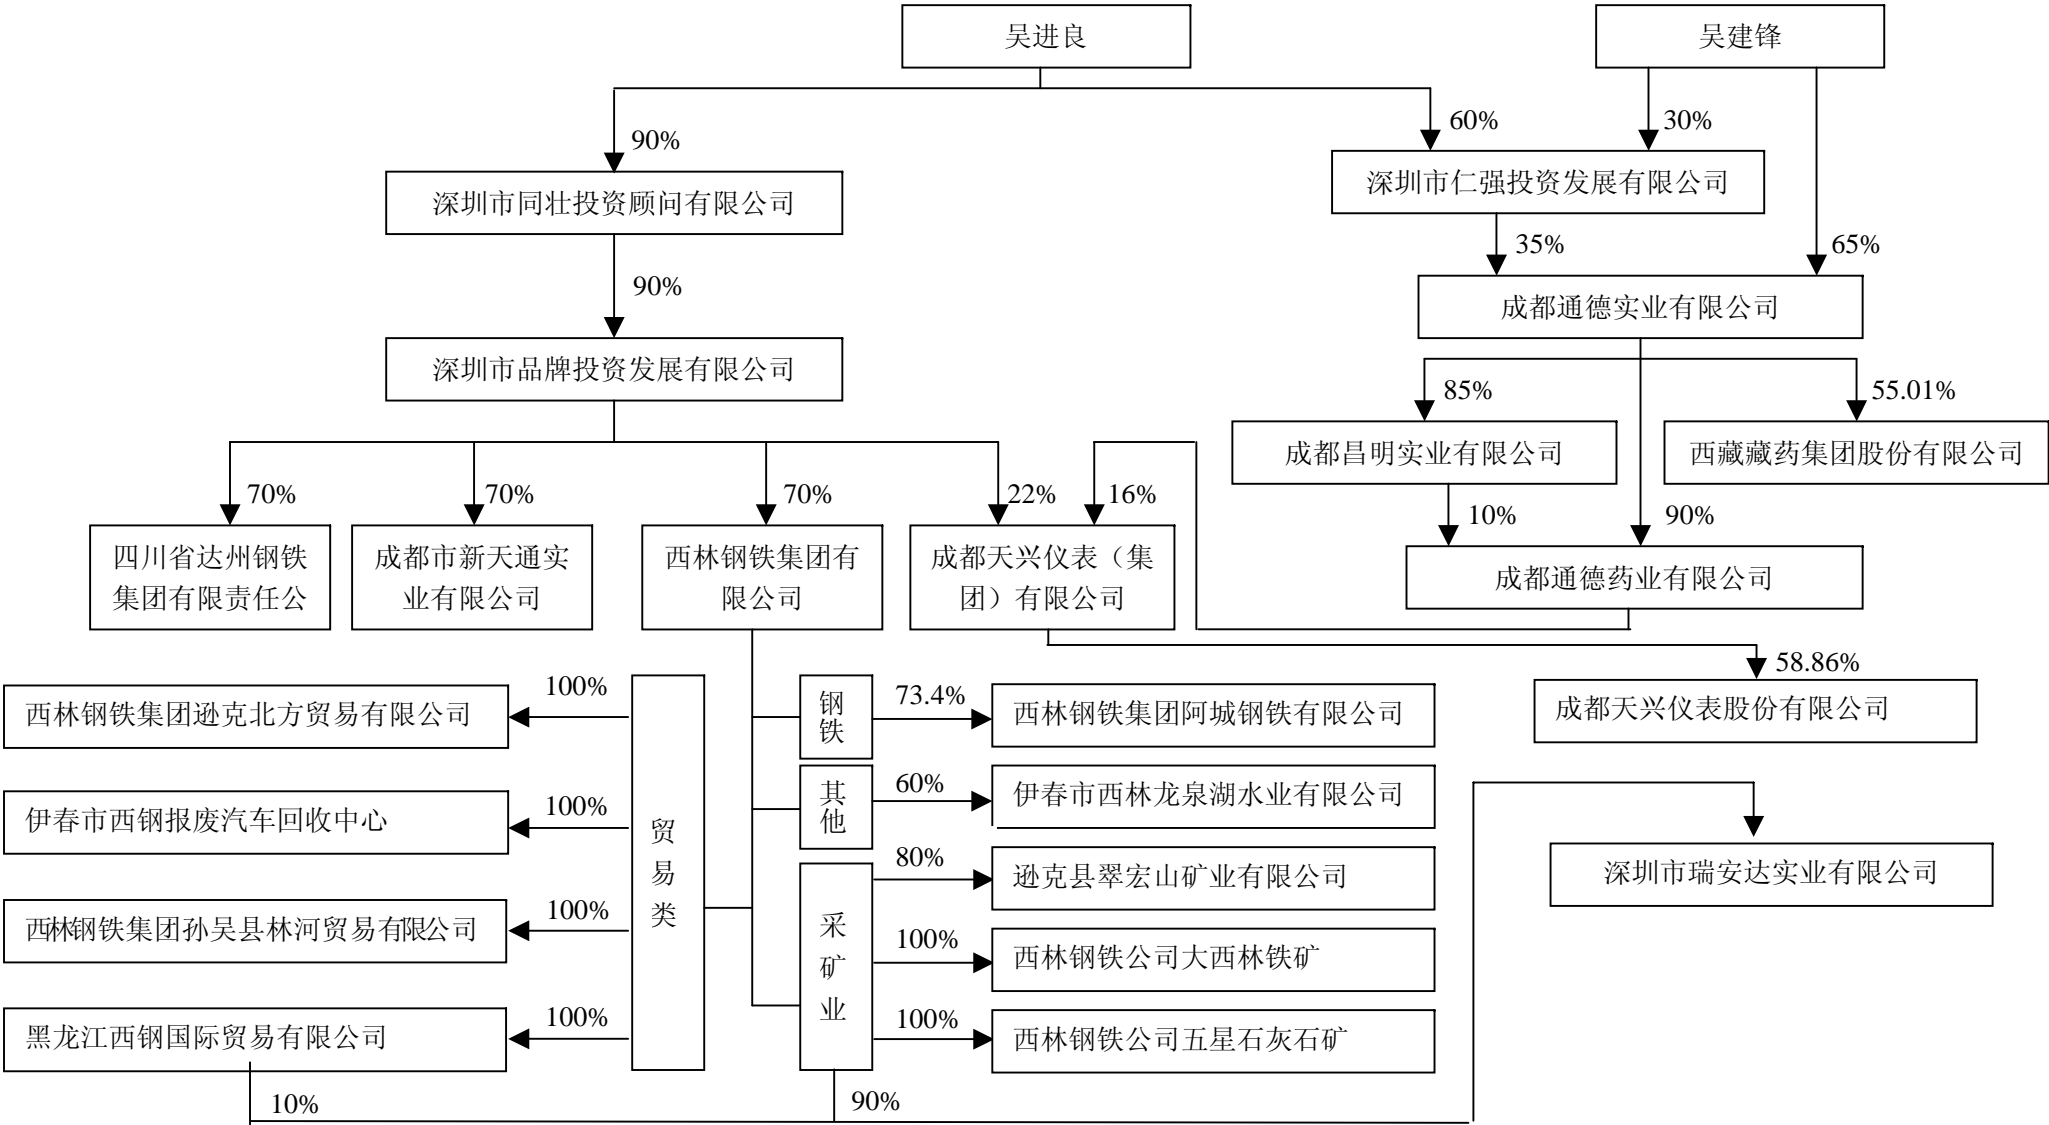 吴进良
吴建锋
90%
60%
30%
深圳市同壮投资顾问有限公司
深圳市仁强投资发展有限公司
35%
65%
90%
成都通德实业有限公司
深圳市品牌投资发展有限公司
85%
55.01%
成都昌明实业有限公司
西藏藏药集团股份有限公司
70%
70%
70%
22%
16%
10%
90%
四川省达州钢铁
集团有限责任公
成都市新天通实
业有限公司
西林钢铁集团有
限公司
成都天兴仪表（集
团）有限公司
成都通德药业有限公司
58.86%
成都天兴仪表股份有限公司
100%
西林钢铁集团逊克北方贸易有限公司
100%
伊春市西钢报废汽车回收中心
100%
西林钢铁集团孙吴县林河贸易有限公司
100%
黑龙江西钢国际贸易有限公司
贸易类
钢铁
73.4%
西林钢铁集团阿城钢铁有限公司
其他
60%
伊春市西林龙泉湖水业有限公司
采矿业
80%
逊克县翠宏山矿业有限公司
100%
西林钢铁公司大西林铁矿
100%
西林钢铁公司五星石灰石矿
深圳市瑞安达实业有限公司
10%
90%